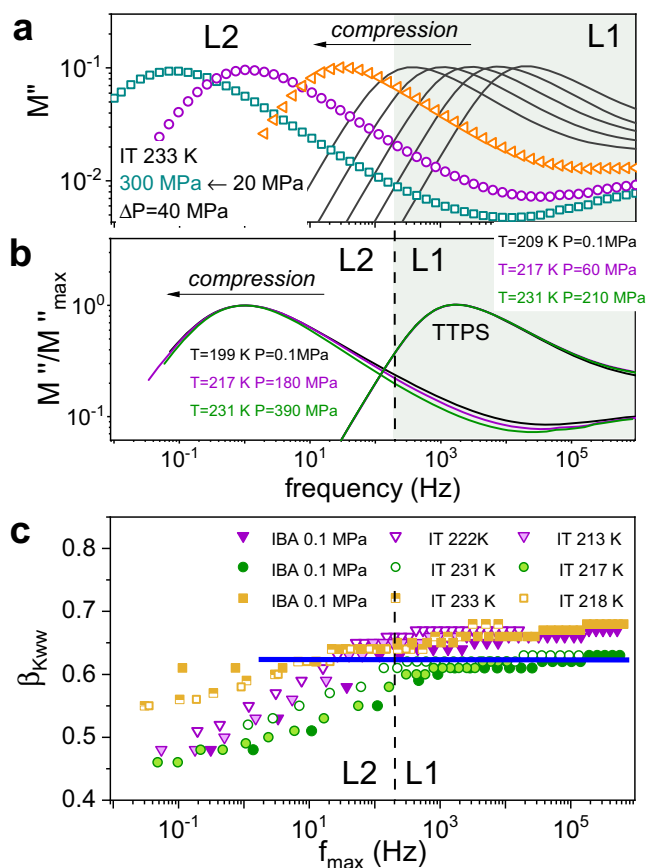 a
L2
compression
L1
M''
10⁻¹
10⁻²
IT 233 K
300 MPa ← 20 MPa
ΔP=40 MPa
b
L2
L1
compression
T=209 K P=0.1MPa
T=217 K P=60 MPa
T=231 K P=210 MPa
M''/M''max
10⁰
10⁻¹
TTPS
T=199 K P=0.1MPa
T=217 K P=180 MPa
T=231 K P=390 MPa
10⁻¹ 10¹ 10³ 10⁵
frequency (Hz)
c
0.8
0.7
0.6
0.5
0.4
βKww
IBA 0.1 MPa IT 222K IT 213 K
IBA 0.1 MPa IT 231 K IT 217 K
IBA 0.1 MPa IT 233 K IT 218 K
L2 L1
10⁻¹ 10¹ 10³ 10⁵
fmax (Hz)